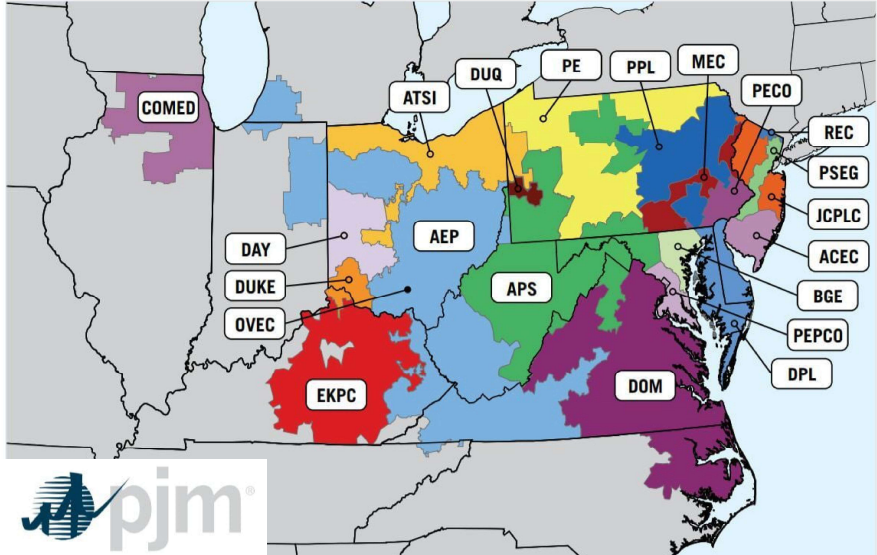 COMED
ATSI
DUQ
PE
PPL
MEC
PECO
REC
PSEG
JCPLC
ACEC
BGE
PEPCO
DPL
DAY
DUKE
OVEC
AEP
APS
EKPC
DOM
pjm®